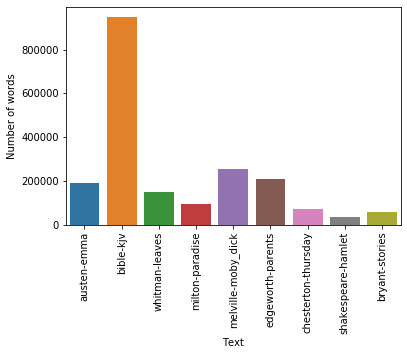 Number of words
800000
600000
400000
200000
0
austen-emma
bible-kjv
whitman-leaves
milton-paradise
melville-moby_dick
edgeworth-parents
chesterton-thursday
shakespeare-hamlet
bryant-stories
Text